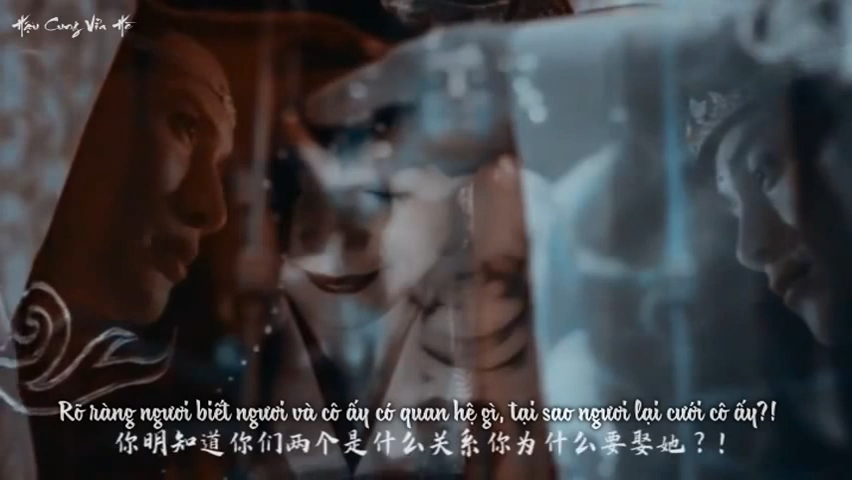 Hậu Cung Vĩn Hề
Rõ ràng ngươi biết ngươi và cô ấy có quan hệ gì, tại sao ngươi lại cưới cô ấy?!
你明知道你们两个是什么关系你为什么要娶她？！